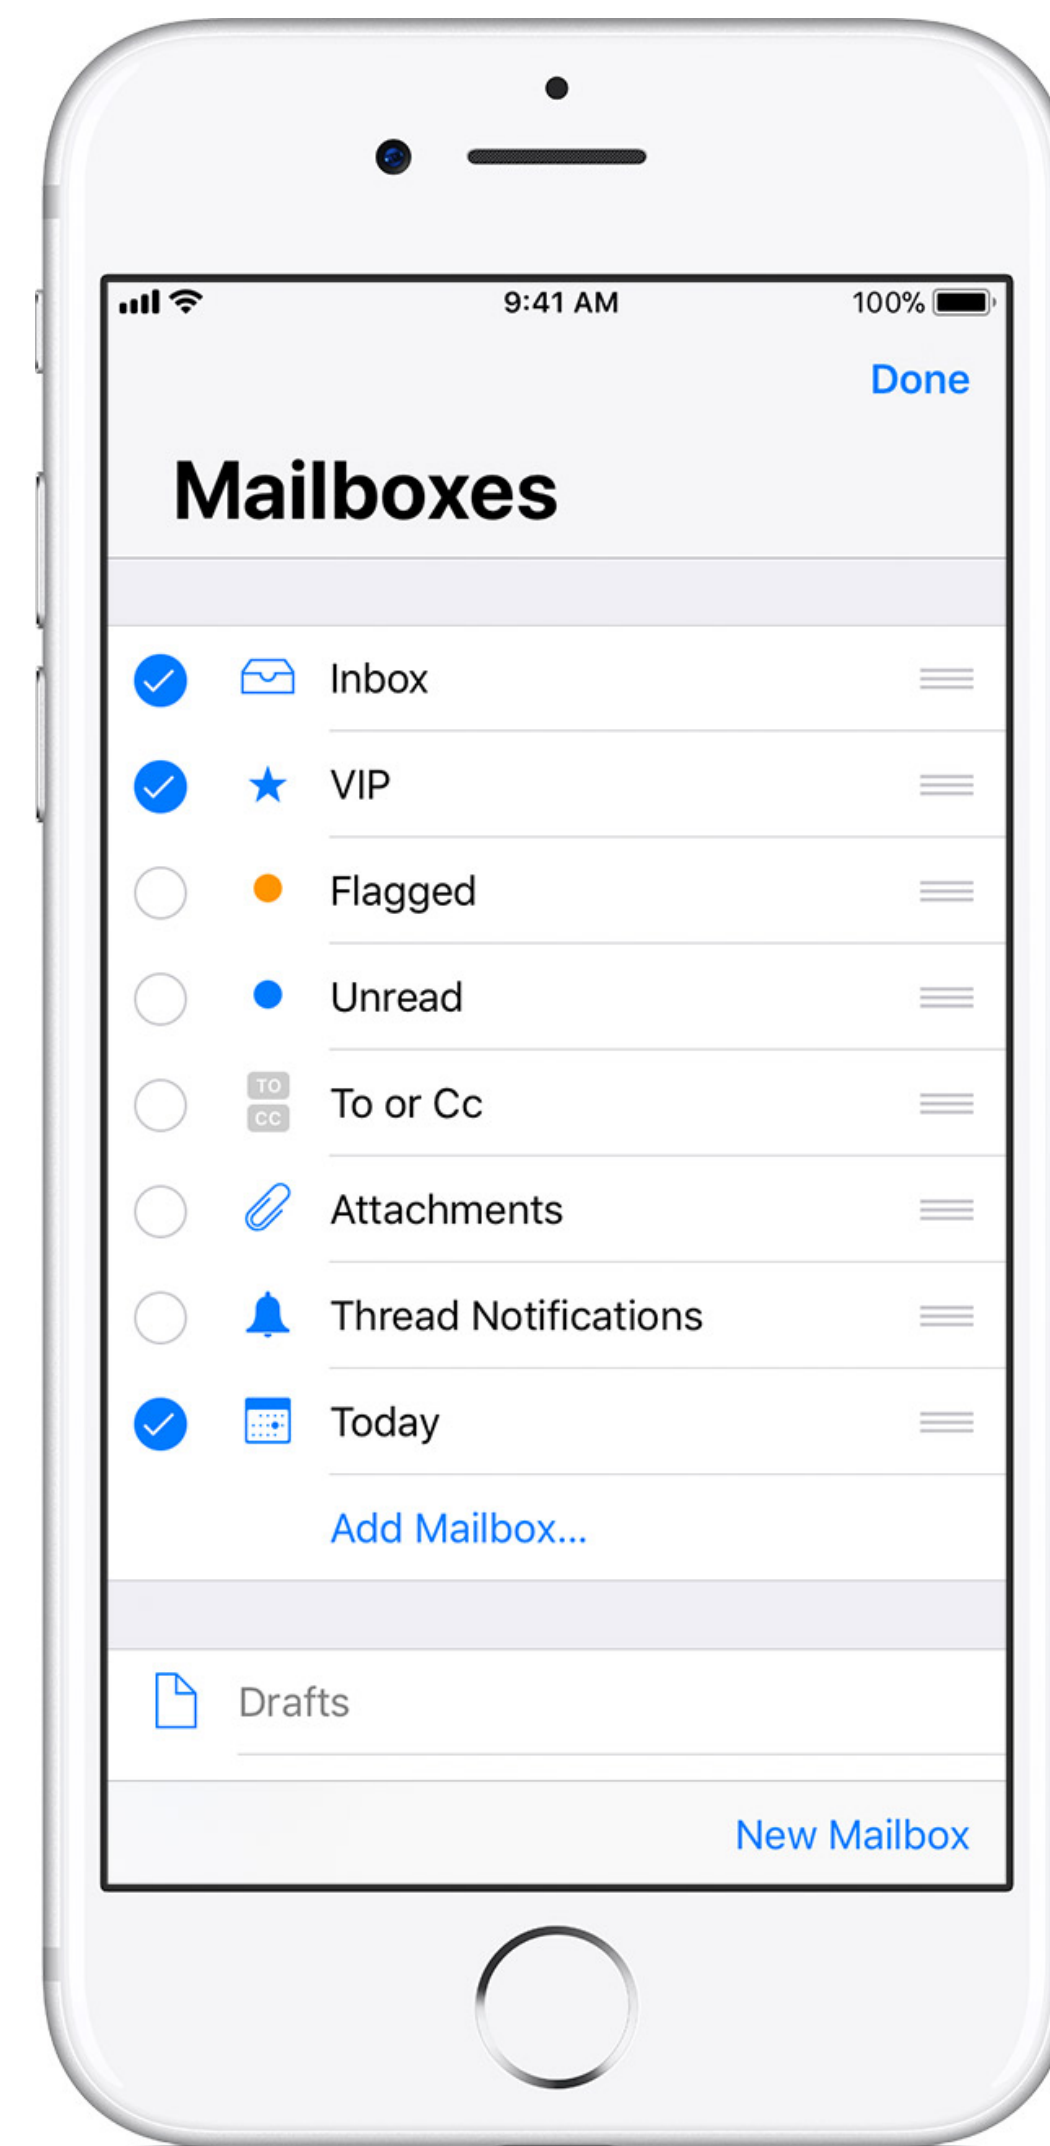 9:41 AM 100%
Done
Mailboxes
Inbox
VIP
Flagged
Unread
TO
CC
To or Cc
Attachments
Thread Notifications
Today
Add Mailbox...
Drafts
New Mailbox